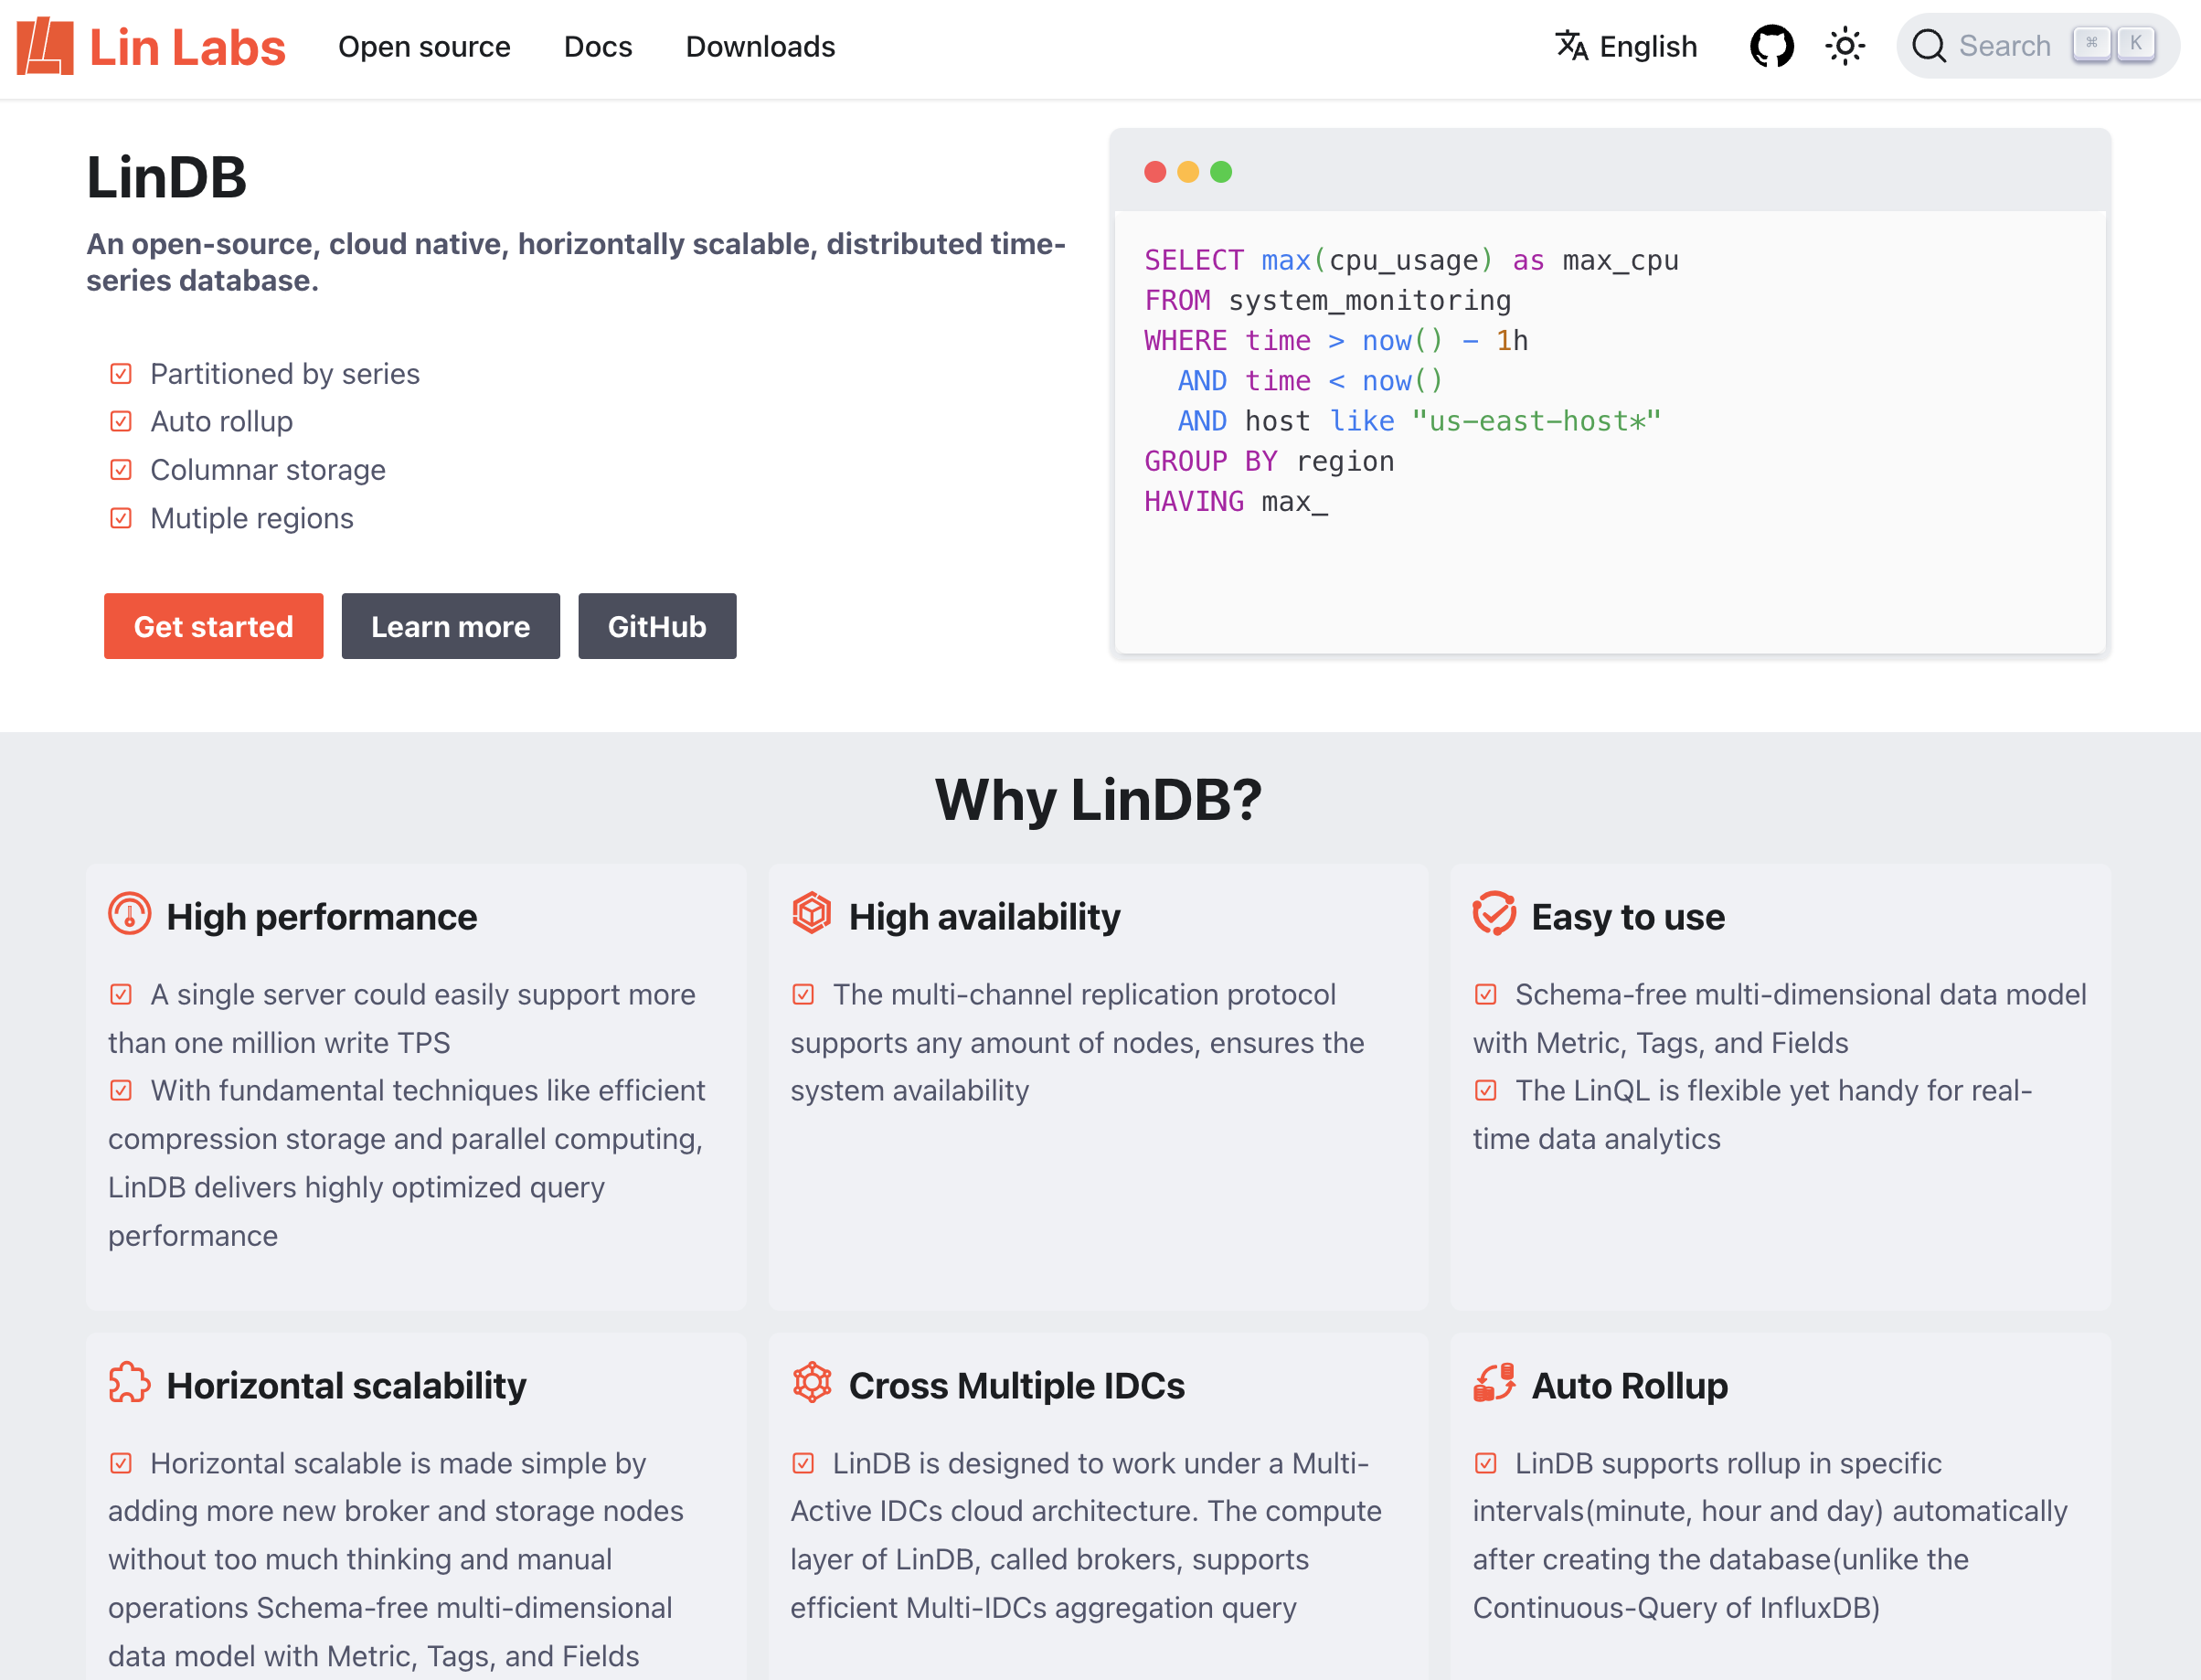 Lin Labs
Open source
Docs
Downloads
English
Search
⌘ K
LinDB
An open-source, cloud native, horizontally scalable, distributed time-
series database.
Partitioned by series
Auto rollup
Columnar storage
Mutiple regions
Get started
Learn more
GitHub
SELECT max(cpu_usage) as max_cpu
FROM system_monitoring
WHERE time > now() - 1h
  AND time < now()
  AND host like "us-east-host*"
GROUP BY region
HAVING max_
Why LinDB?
High performance
A single server could easily support more
than one million write TPS
With fundamental techniques like efficient
compression storage and parallel computing,
LinDB delivers highly optimized query
performance
High availability
The multi-channel replication protocol
supports any amount of nodes, ensures the
system availability
Easy to use
Schema-free multi-dimensional data model
with Metric, Tags, and Fields
The LinQL is flexible yet handy for real-
time data analytics
Horizontal scalability
Horizontal scalable is made simple by
adding more new broker and storage nodes
without too much thinking and manual
operations Schema-free multi-dimensional
data model with Metric, Tags, and Fields
Cross Multiple IDCs
LinDB is designed to work under a Multi-
Active IDCs cloud architecture. The compute
layer of LinDB, called brokers, supports
efficient Multi-IDCs aggregation query
Auto Rollup
LinDB supports rollup in specific
intervals(minute, hour and day) automatically
after creating the database(unlike the
Continuous-Query of InfluxDB)